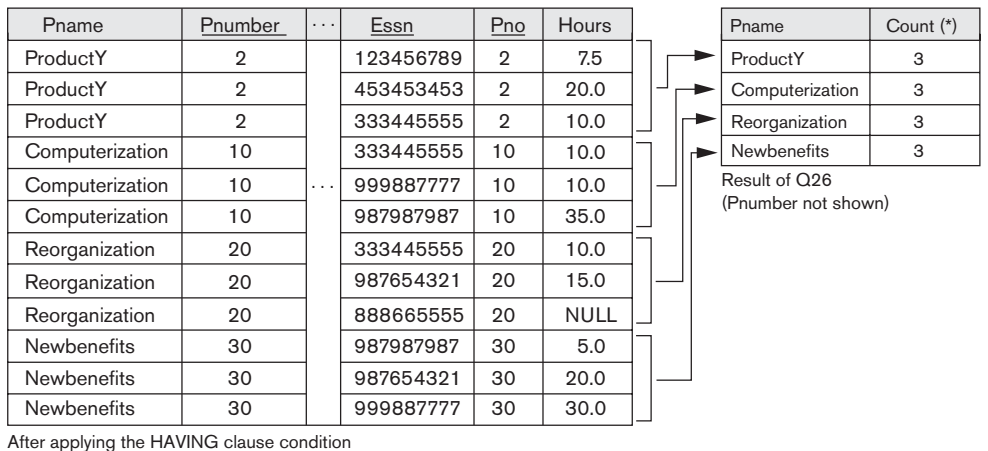 Pname Pnumber ... Essn Pno Hours
ProductY 2 123456789 2 7.5
ProductY 2 453453453 2 20.0
ProductY 2 333445555 2 10.0
Computerization 10 333445555 10 10.0
Computerization 10 ... 999887777 10 10.0
Computerization 10 987987987 10 35.0
Reorganization 20 333445555 20 10.0
Reorganization 20 987654321 20 15.0
Reorganization 20 888665555 20 NULL
Newbenefits 30 987987987 30 5.0
Newbenefits 30 987654321 30 20.0
Newbenefits 30 999887777 30 30.0
After applying the HAVING clause condition
Pname Count (*)
ProductY 3
Computerization 3
Reorganization 3
Newbenefits 3
Result of Q26
(Pnumber not shown)